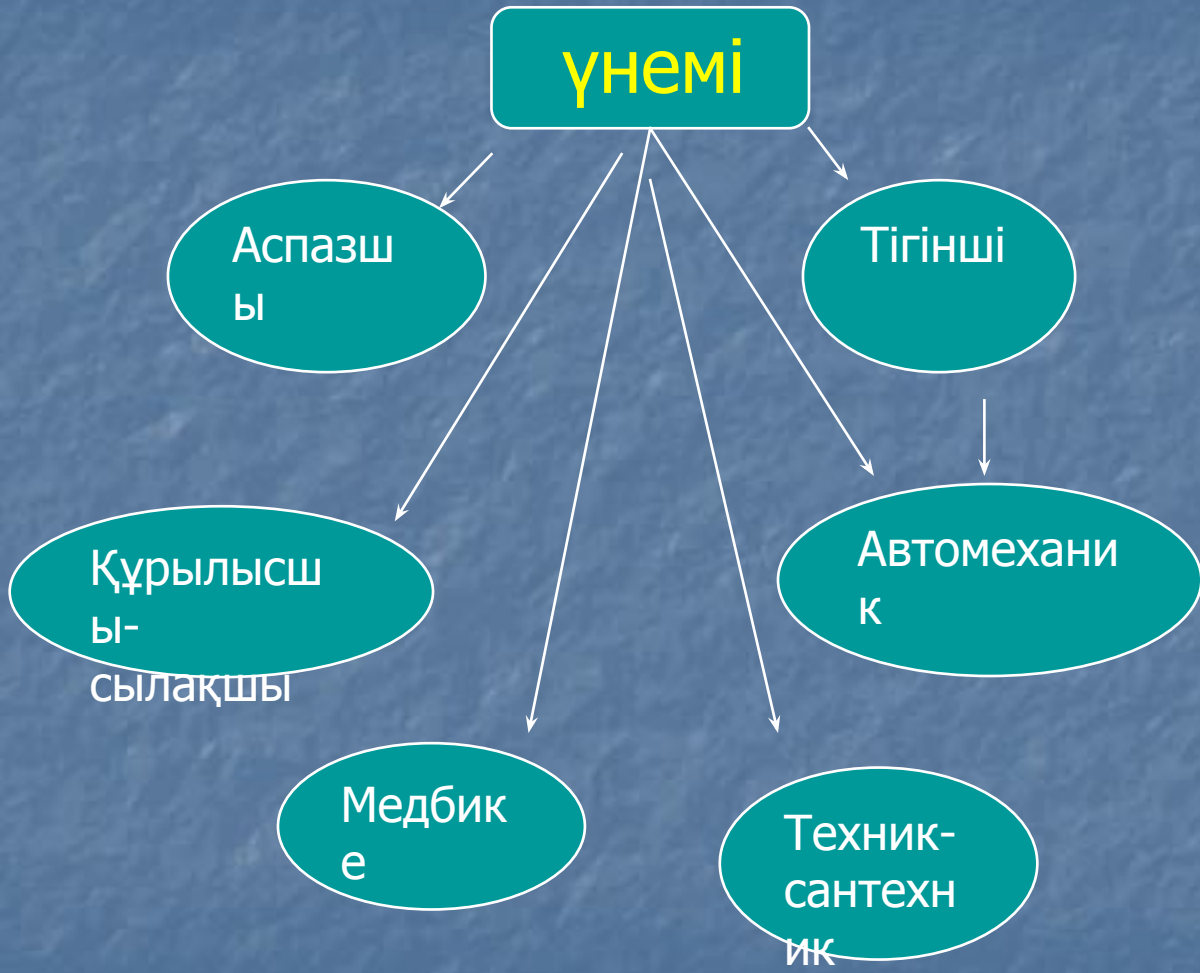 үнемі
Аспазш
ы
Тігінші
Құрылысш
ы-
сылақшы
Автомехани
к
Медбик
е
Техник-
сантехн
ик